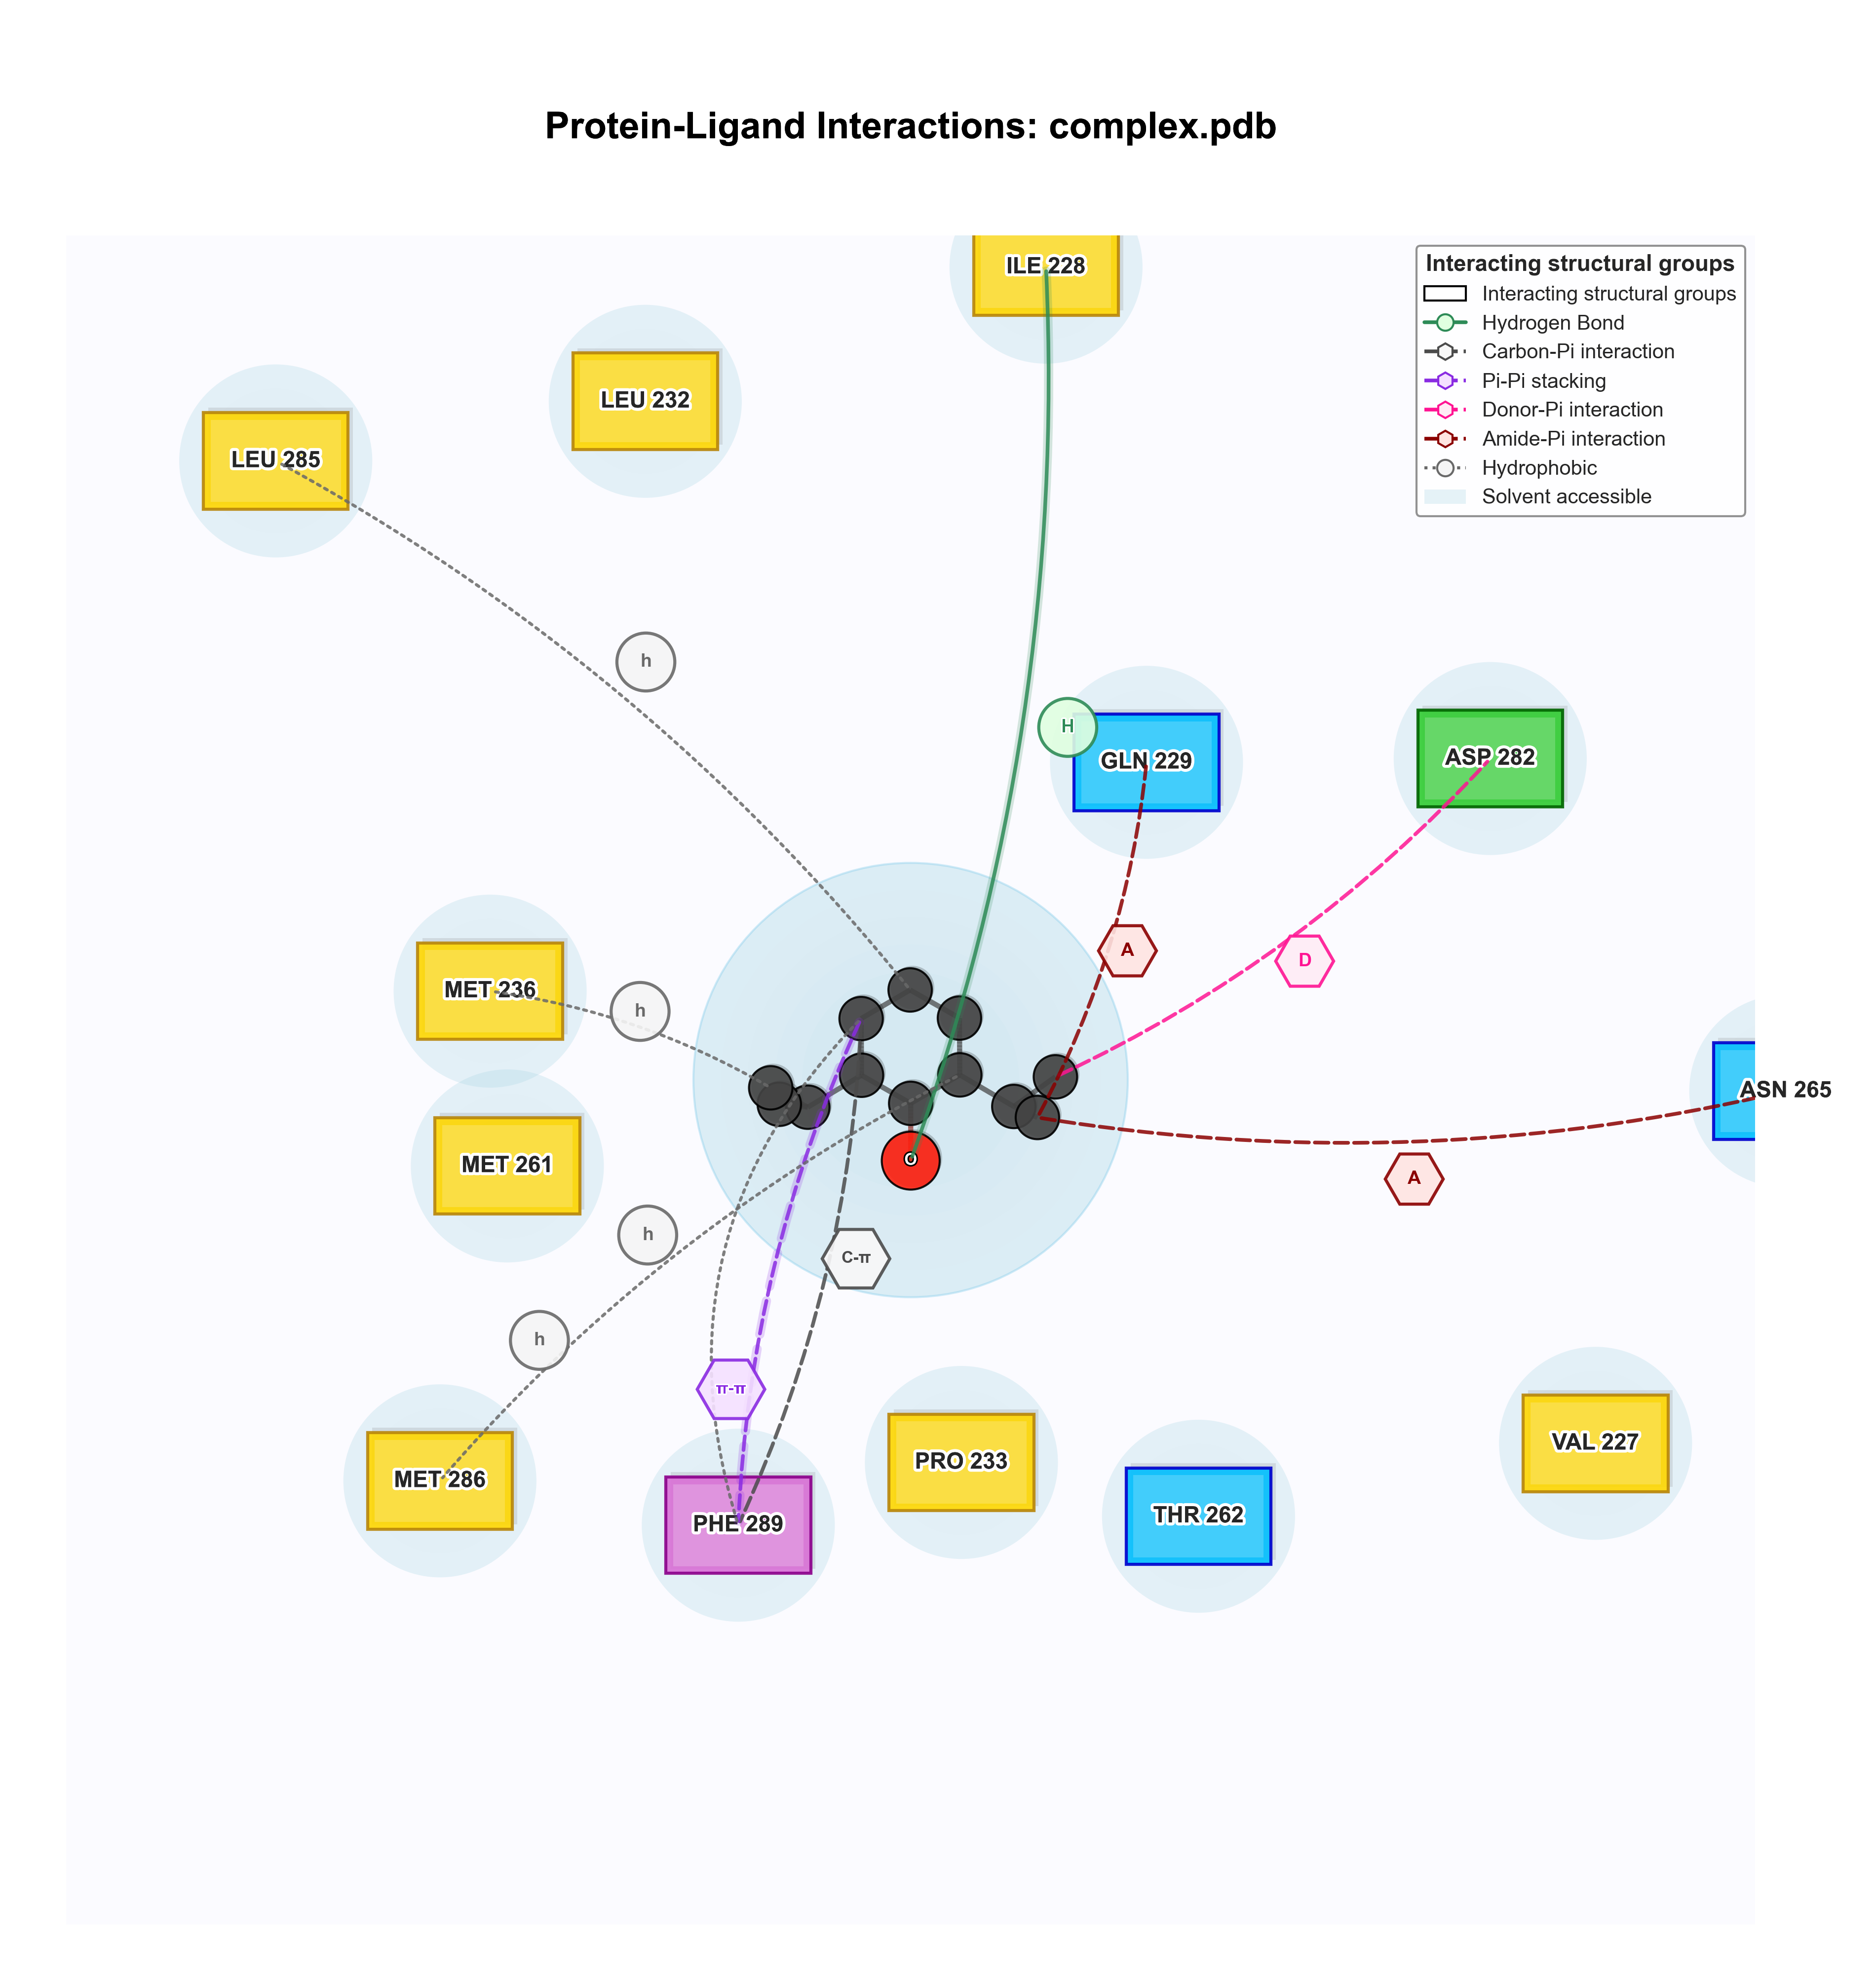 Protein-Ligand Interactions: complex.pdb
Interacting structural groups
Interacting structural groups
Hydrogen Bond
Carbon-Pi interaction
Pi-Pi stacking
Donor-Pi interaction
Amide-Pi interaction
Hydrophobic
Solvent accessible
ILE 228
LEU 232
LEU 285
h
H
GLN 229
ASP 282
A
D
MET 236
h
ASN 265
MET 261
O
A
h
C-π
h
π-π
MET 286
PHE 289
PRO 233
THR 262
VAL 227